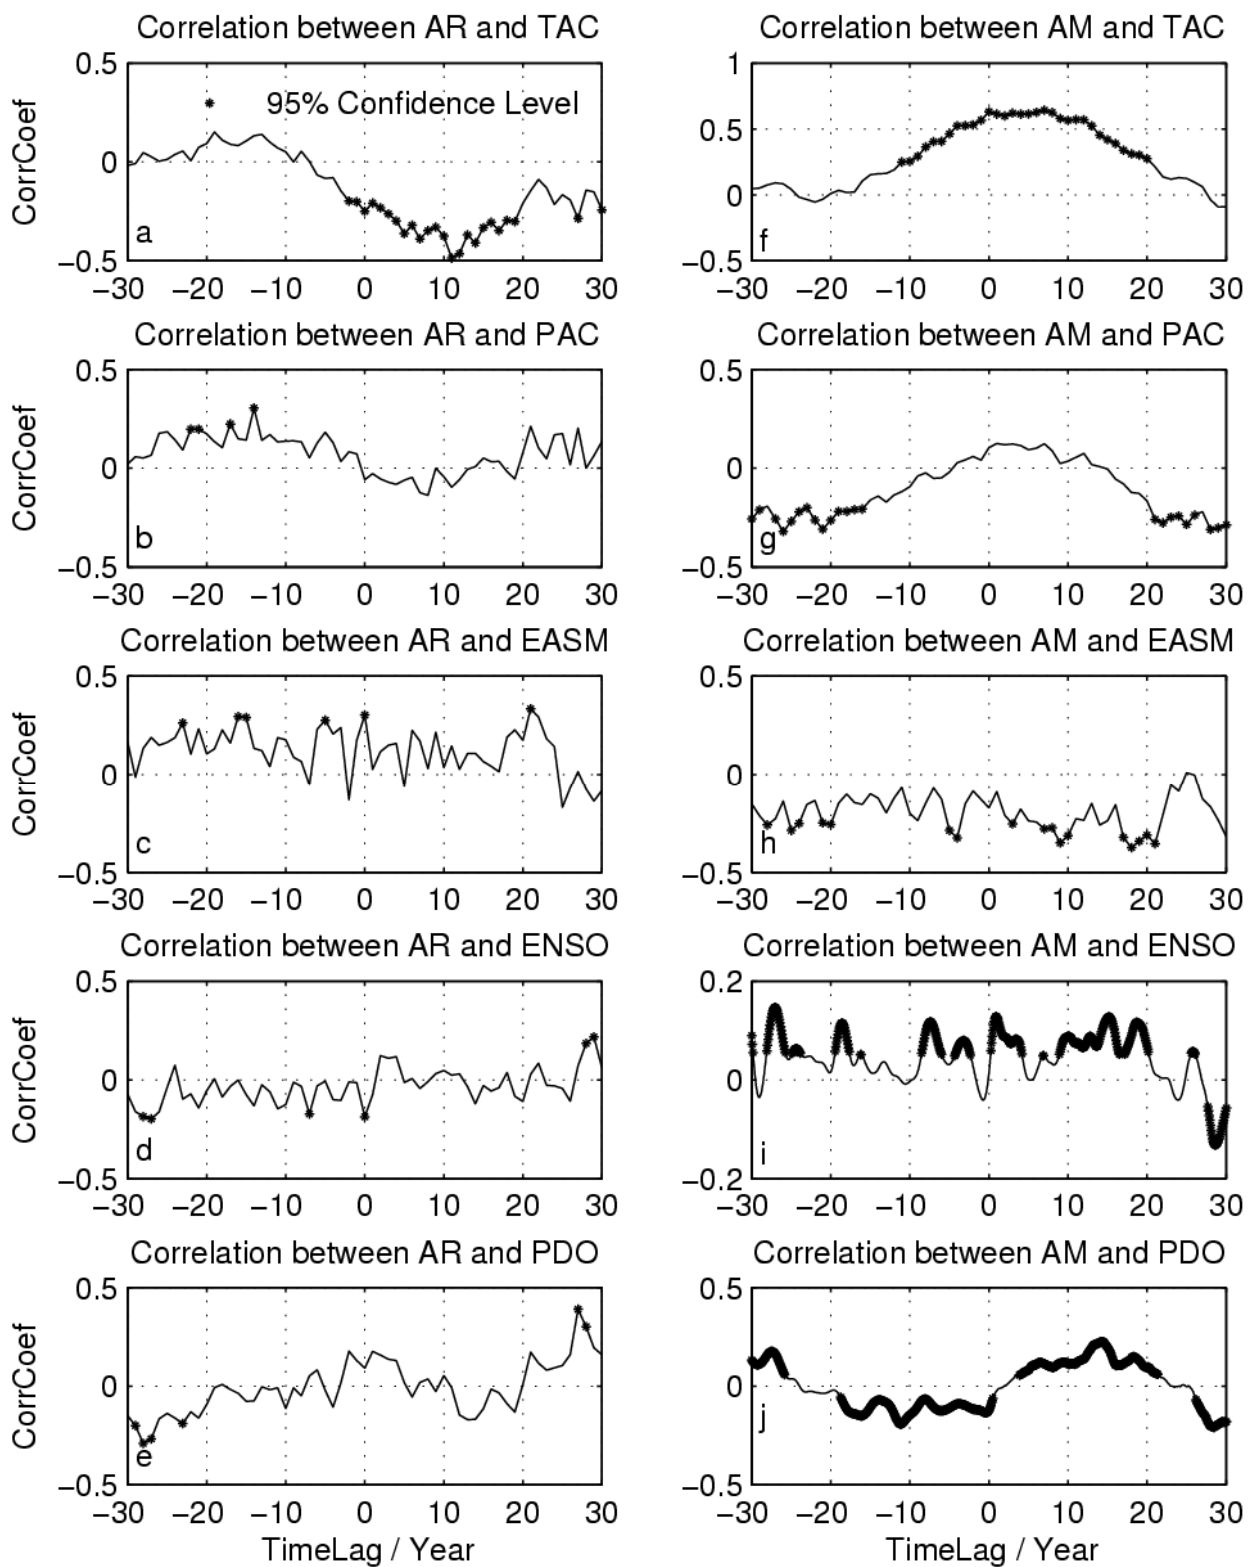 Correlation between AR and TAC
0.5
0
−0.5
CorrCoef
95% Confidence Level
a
−30 −20 −10 0 10 20 30
Correlation between AM and TAC
1
0.5
0
−0.5
f
−30 −20 −10 0 10 20 30
Correlation between AR and PAC
0.5
0
−0.5
CorrCoef
b
−30 −20 −10 0 10 20 30
Correlation between AM and PAC
0.5
0
−0.5
g
−30 −20 −10 0 10 20 30
Correlation between AR and EASM
0.5
0
−0.5
CorrCoef
c
−30 −20 −10 0 10 20 30
Correlation between AM and EASM
0.5
0
−0.5
h
−30 −20 −10 0 10 20 30
Correlation between AR and ENSO
0.5
0
−0.5
CorrCoef
d
−30 −20 −10 0 10 20 30
Correlation between AM and ENSO
0.2
0
−0.2
i
−30 −20 −10 0 10 20 30
Correlation between AR and PDO
0.5
0
−0.5
CorrCoef
e
−30 −20 −10 0 10 20 30
TimeLag / Year
Correlation between AM and PDO
0.5
0
−0.5
j
−30 −20 −10 0 10 20 30
TimeLag / Year